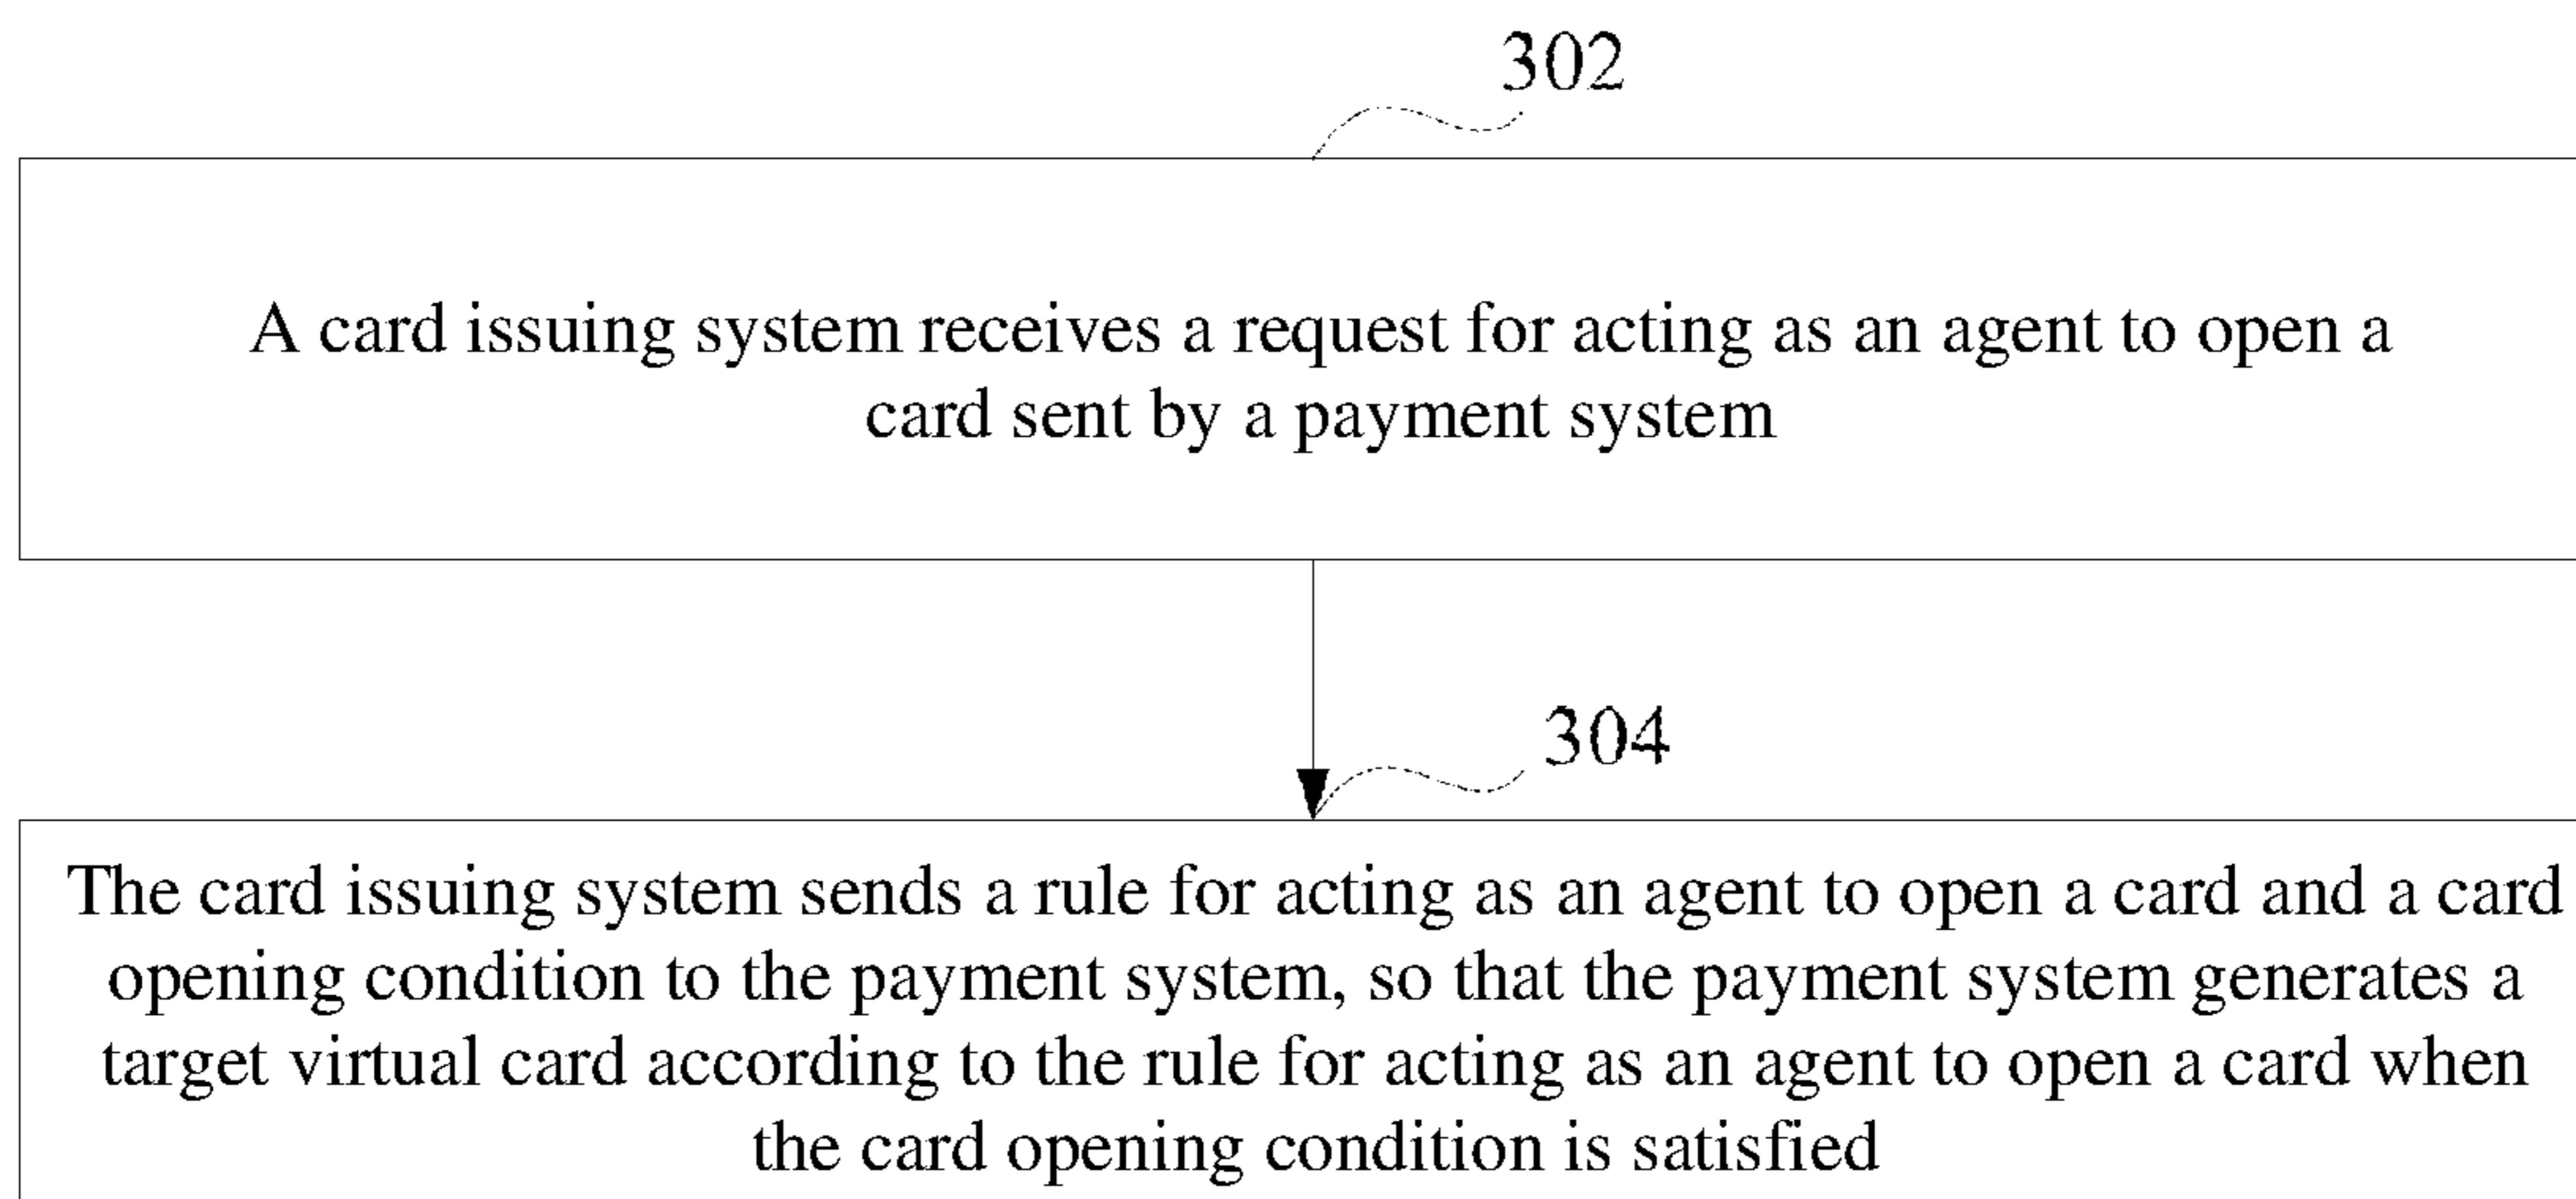 302
A card issuing system receives a request for acting as an agent to open a
card sent by a payment system
304
The card issuing system sends a rule for acting as an agent to open a card and a card
opening condition to the payment system, so that the payment system generates a
target virtual card according to the rule for acting as an agent to open a card when
the card opening condition is satisfied